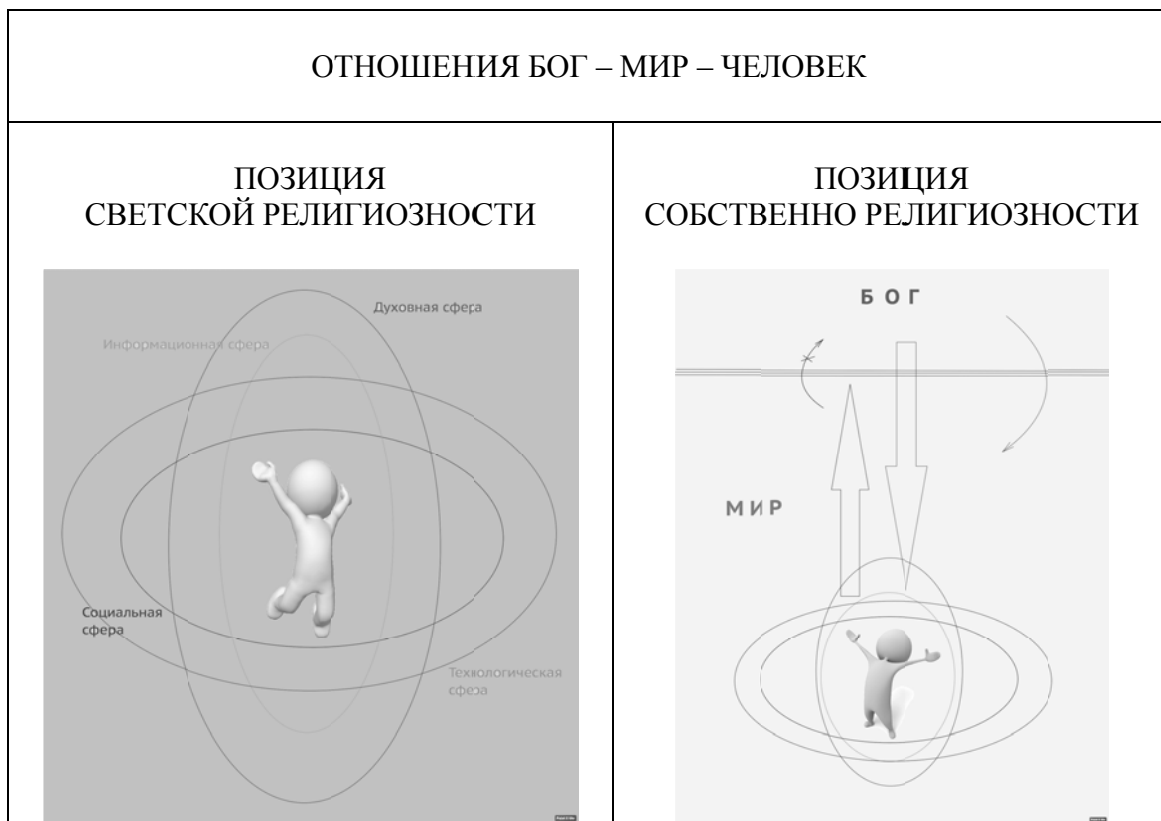 ОТНОШЕНИЯ БОГ – МИР – ЧЕЛОВЕК
ПОЗИЦИЯ
СВЕТСКОЙ РЕЛИГИОЗНОСТИ
Духовная сфера
Информационная сфера
Социальная
сфера
Технологическая
сфера
ПОЗИЦИЯ
СОБСТВЕННО РЕЛИГИОЗНОСТИ
БОГ
МИР